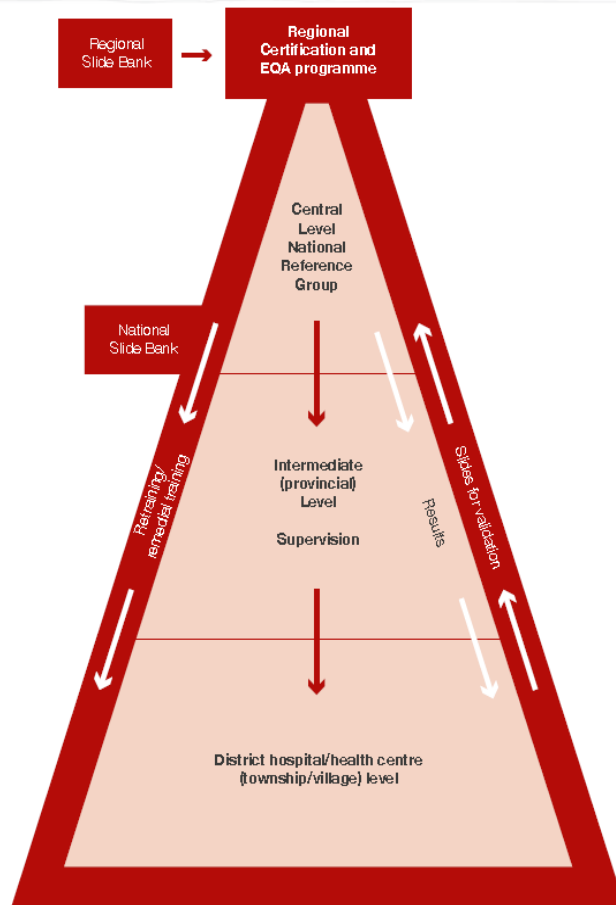 Regional
Slide Bank
Regional
Certification and
EQA programme
Central
Level
National
Reference
Group
National
Slide Bank
Retraining/
remedial training
Intermediate
(provincial)
Level
Supervision
Results
Slides for validation
District hospital/health centre
(township/village) level